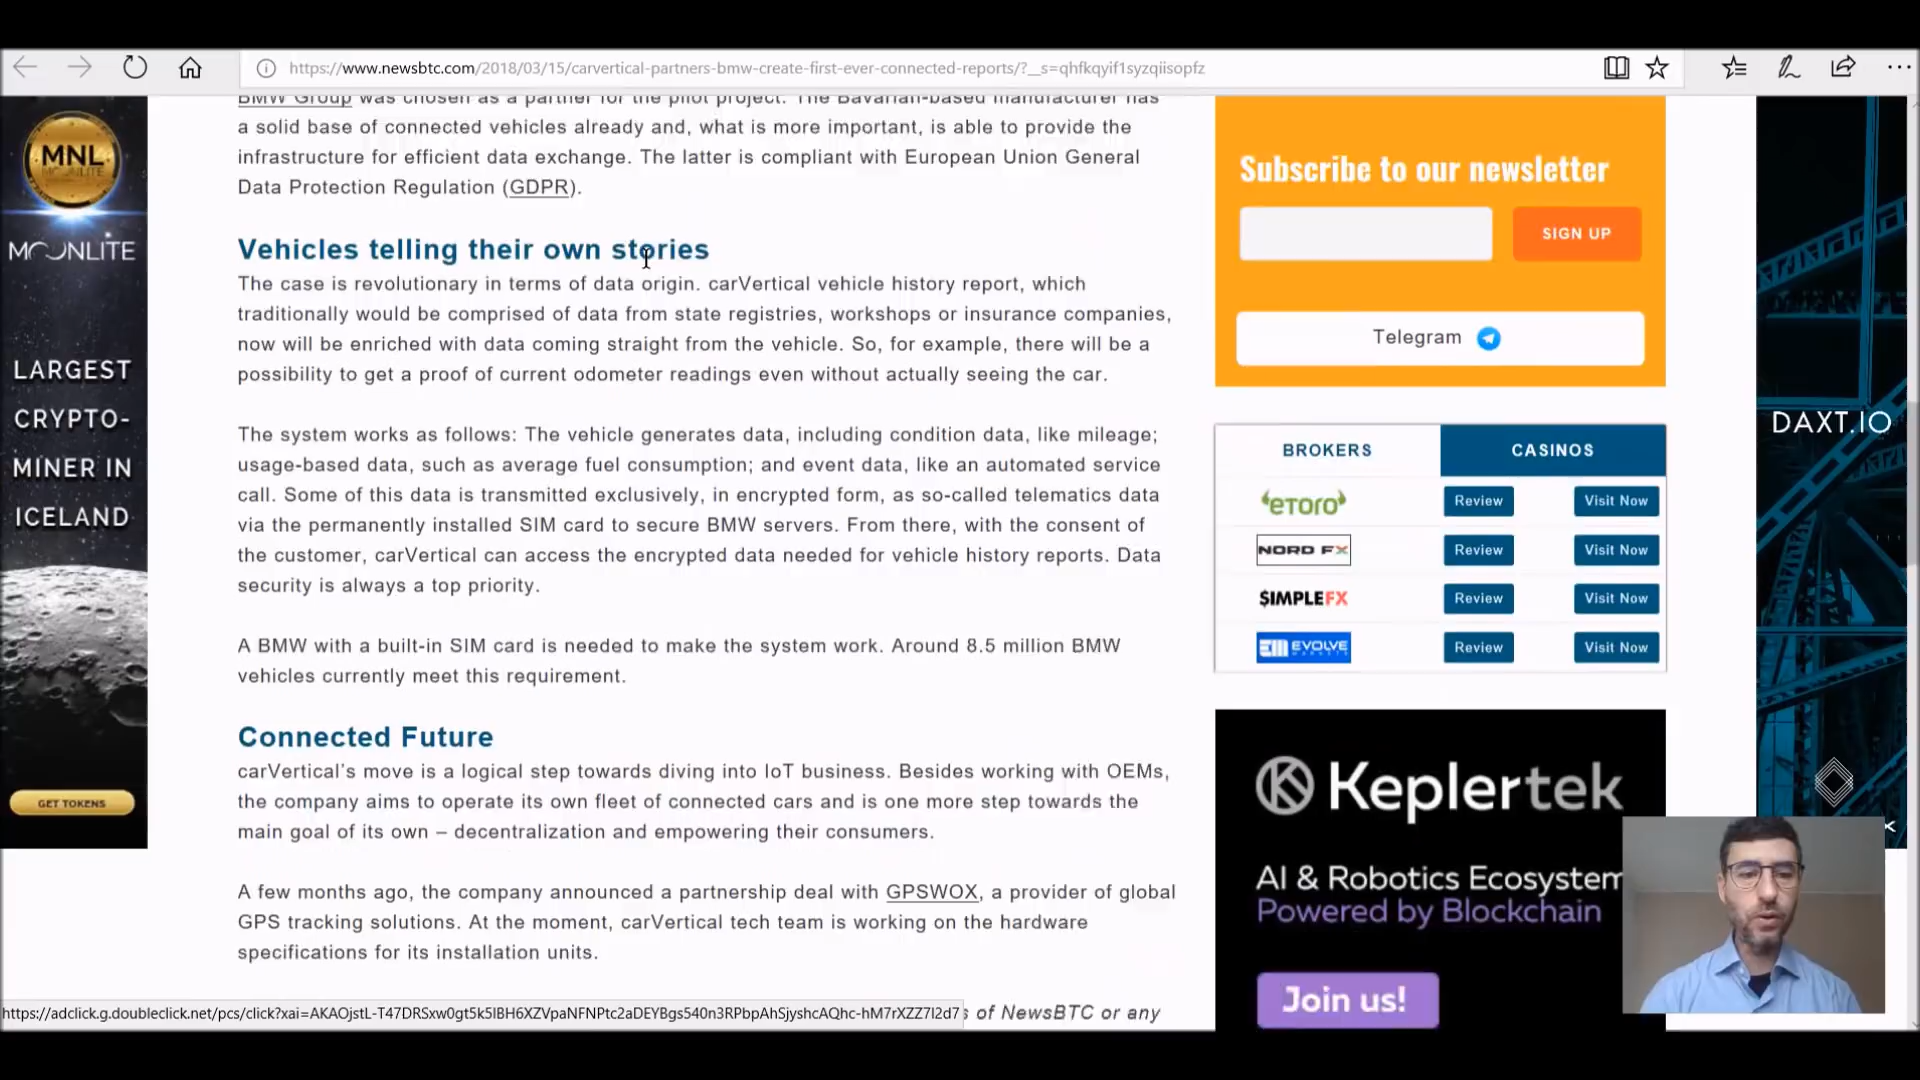 https://www.newsbtc.com/2018/03/15/carvertical-partners-bmw-create-first-ever-connected-reports/?__s=qhfkqyif1syzqiisopfz
MNL
MOONLITE
MOONLITE
LARGEST
CRYPTO-
MINER IN
ICELAND
GET TOKENS
BMW Group was chosen as a partner for the pilot project. The Bavarian-based manufacturer has
a solid base of connected vehicles already and, what is more important, is able to provide the
infrastructure for efficient data exchange. The latter is compliant with European Union General
Data Protection Regulation (GDPR).
Vehicles telling their own stories
The case is revolutionary in terms of data origin. carVertical vehicle history report, which
traditionally would be comprised of data from state registries, workshops or insurance companies,
now will be enriched with data coming straight from the vehicle. So, for example, there will be a
possibility to get a proof of current odometer readings even without actually seeing the car.
The system works as follows: The vehicle generates data, including condition data, like mileage;
usage-based data, such as average fuel consumption; and event data, like an automated service
call. Some of this data is transmitted exclusively, in encrypted form, as so-called telematics data
via the permanently installed SIM card to secure BMW servers. From there, with the consent of
the customer, carVertical can access the encrypted data needed for vehicle history reports. Data
security is always a top priority.
A BMW with a built-in SIM card is needed to make the system work. Around 8.5 million BMW
vehicles currently meet this requirement.
Connected Future
carVertical's move is a logical step towards diving into IoT business. Besides working with OEMs,
the company aims to operate its own fleet of connected cars and is one more step towards the
main goal of its own – decentralization and empowering their consumers.
A few months ago, the company announced a partnership deal with GPSWOX, a provider of global
GPS tracking solutions. At the moment, carVertical tech team is working on the hardware
specifications for its installation units.
https://adclick.g.doubleclick.net/pcs/click?xai=AKAOjstL-T47DRSxw0gt5k5lBH6XZVpaNFNPtc2aDEYBgs540n3RPbpAhSjyshcAQhc-hM7rXZZ7l2d7
s of NewsBTC or any
Subscribe to our newsletter
SIGN UP
Telegram
BROKERS CASINOS
eToro Review Visit Now
NORD FX Review Visit Now
$IMPLEFX Review Visit Now
EVOLVE MARKETS Review Visit Now
Keplertek
AI & Robotics Ecosystem
Powered by Blockchain
Join us!
DAXT.IO